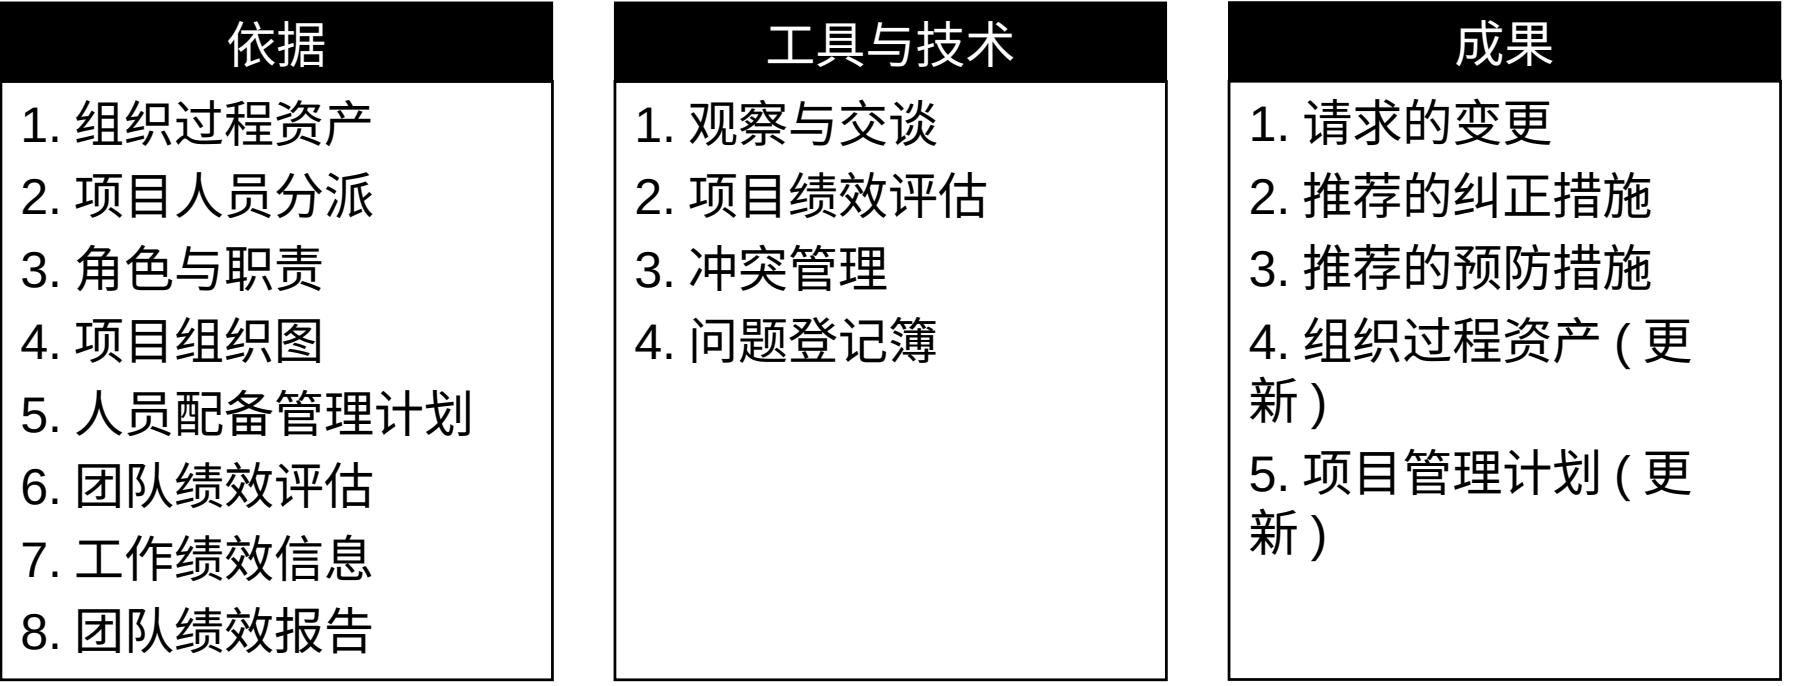 依据
1. 组织过程资产
2. 项目人员分派
3. 角色与职责
4. 项目组织图
5. 人员配备管理计划
6. 团队绩效评估
7. 工作绩效信息
8. 团队绩效报告
工具与技术
1. 观察与交谈
2. 项目绩效评估
3. 冲突管理
4. 问题登记簿
成果
1. 请求的变更
2. 推荐的纠正措施
3. 推荐的预防措施
4. 组织过程资产 ( 更
新 )
5. 项目管理计划 ( 更
新 )